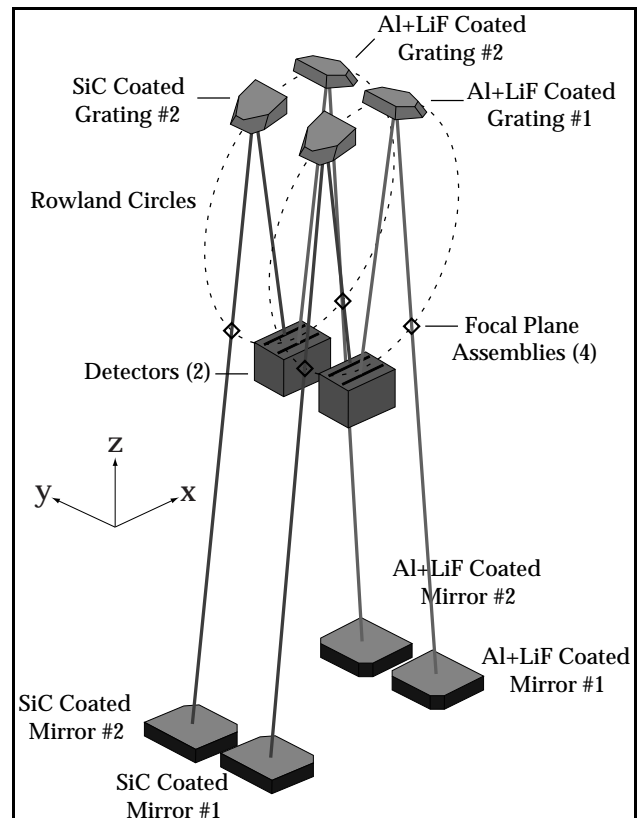 Al+LiF Coated
Grating #2
SiC Coated
Grating #2
Al+LiF Coated
Grating #1
Rowland Circles
Focal Plane
Assemblies (4)
Detectors (2)
z
y
x
Al+LiF Coated
Mirror #2
Al+LiF Coated
Mirror #1
SiC Coated
Mirror #2
SiC Coated
Mirror #1